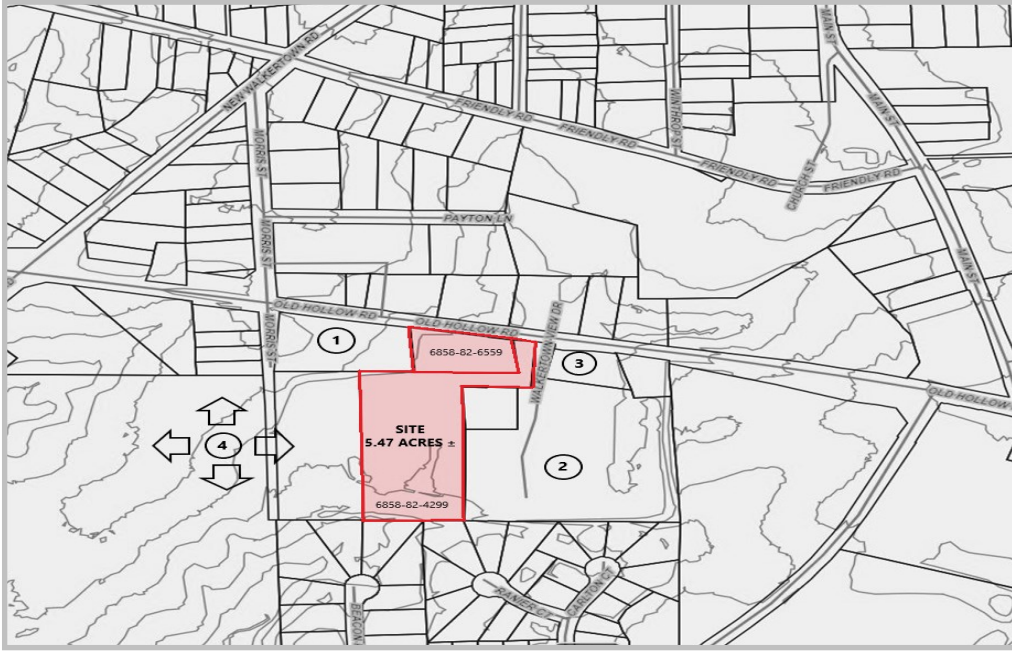 NEW WALKERTOWN RD
MAIN ST
FRIENDLY RD
FRIENDLY RD
WINTHROP ST
MAIN ST
MORRIS ST
FRIENDLY RD
CHURCH ST
FRIENDLY RD
PAYTON LN
MORRIS ST
MAIN ST
OLD HOLLOW RD
OLD HOLLOW RD
WALKERTOWN VIEW DR
MORRIS ST
1
6858-82-6559
3
OLD HOLLOW
4
SITE
5.47 ACRES ±
2
6858-82-4299
RANIER CT
CARLTON CT
BEACON